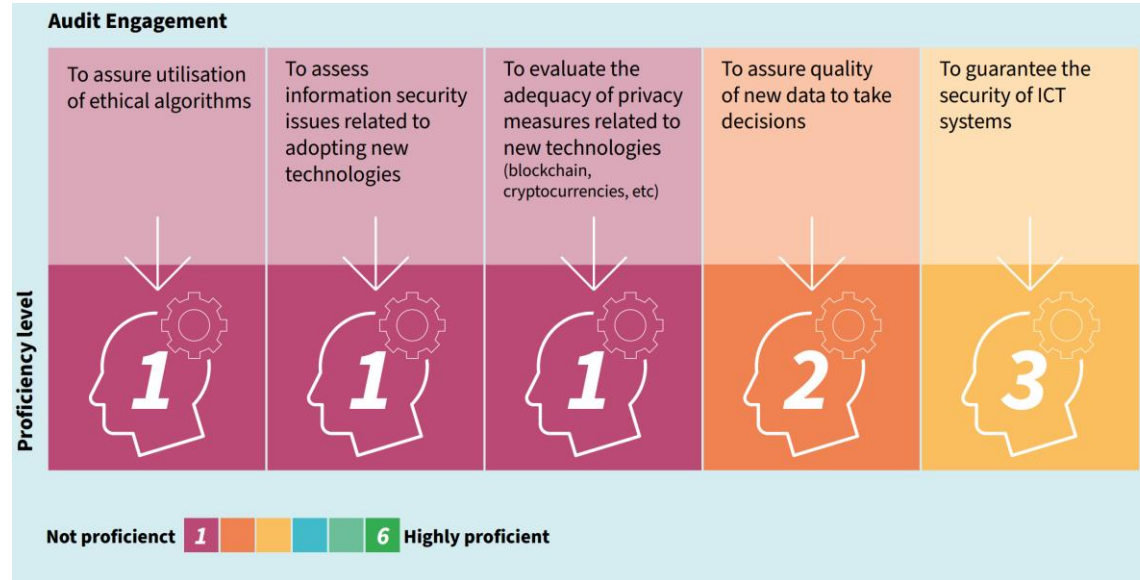 Audit Engagement
To assure utilisation
of ethical algorithms
To assess
information security
issues related to
adopting new
technologies
To evaluate the
adequacy of privacy
measures related to
new technologies
(blockchain,
cryptocurrencies, etc)
To assure quality
of new data to take
decisions
To guarantee the
security of ICT
systems
Proficiency level
1
1
1
2
3
Not proficienct 1 6 Highly proficient